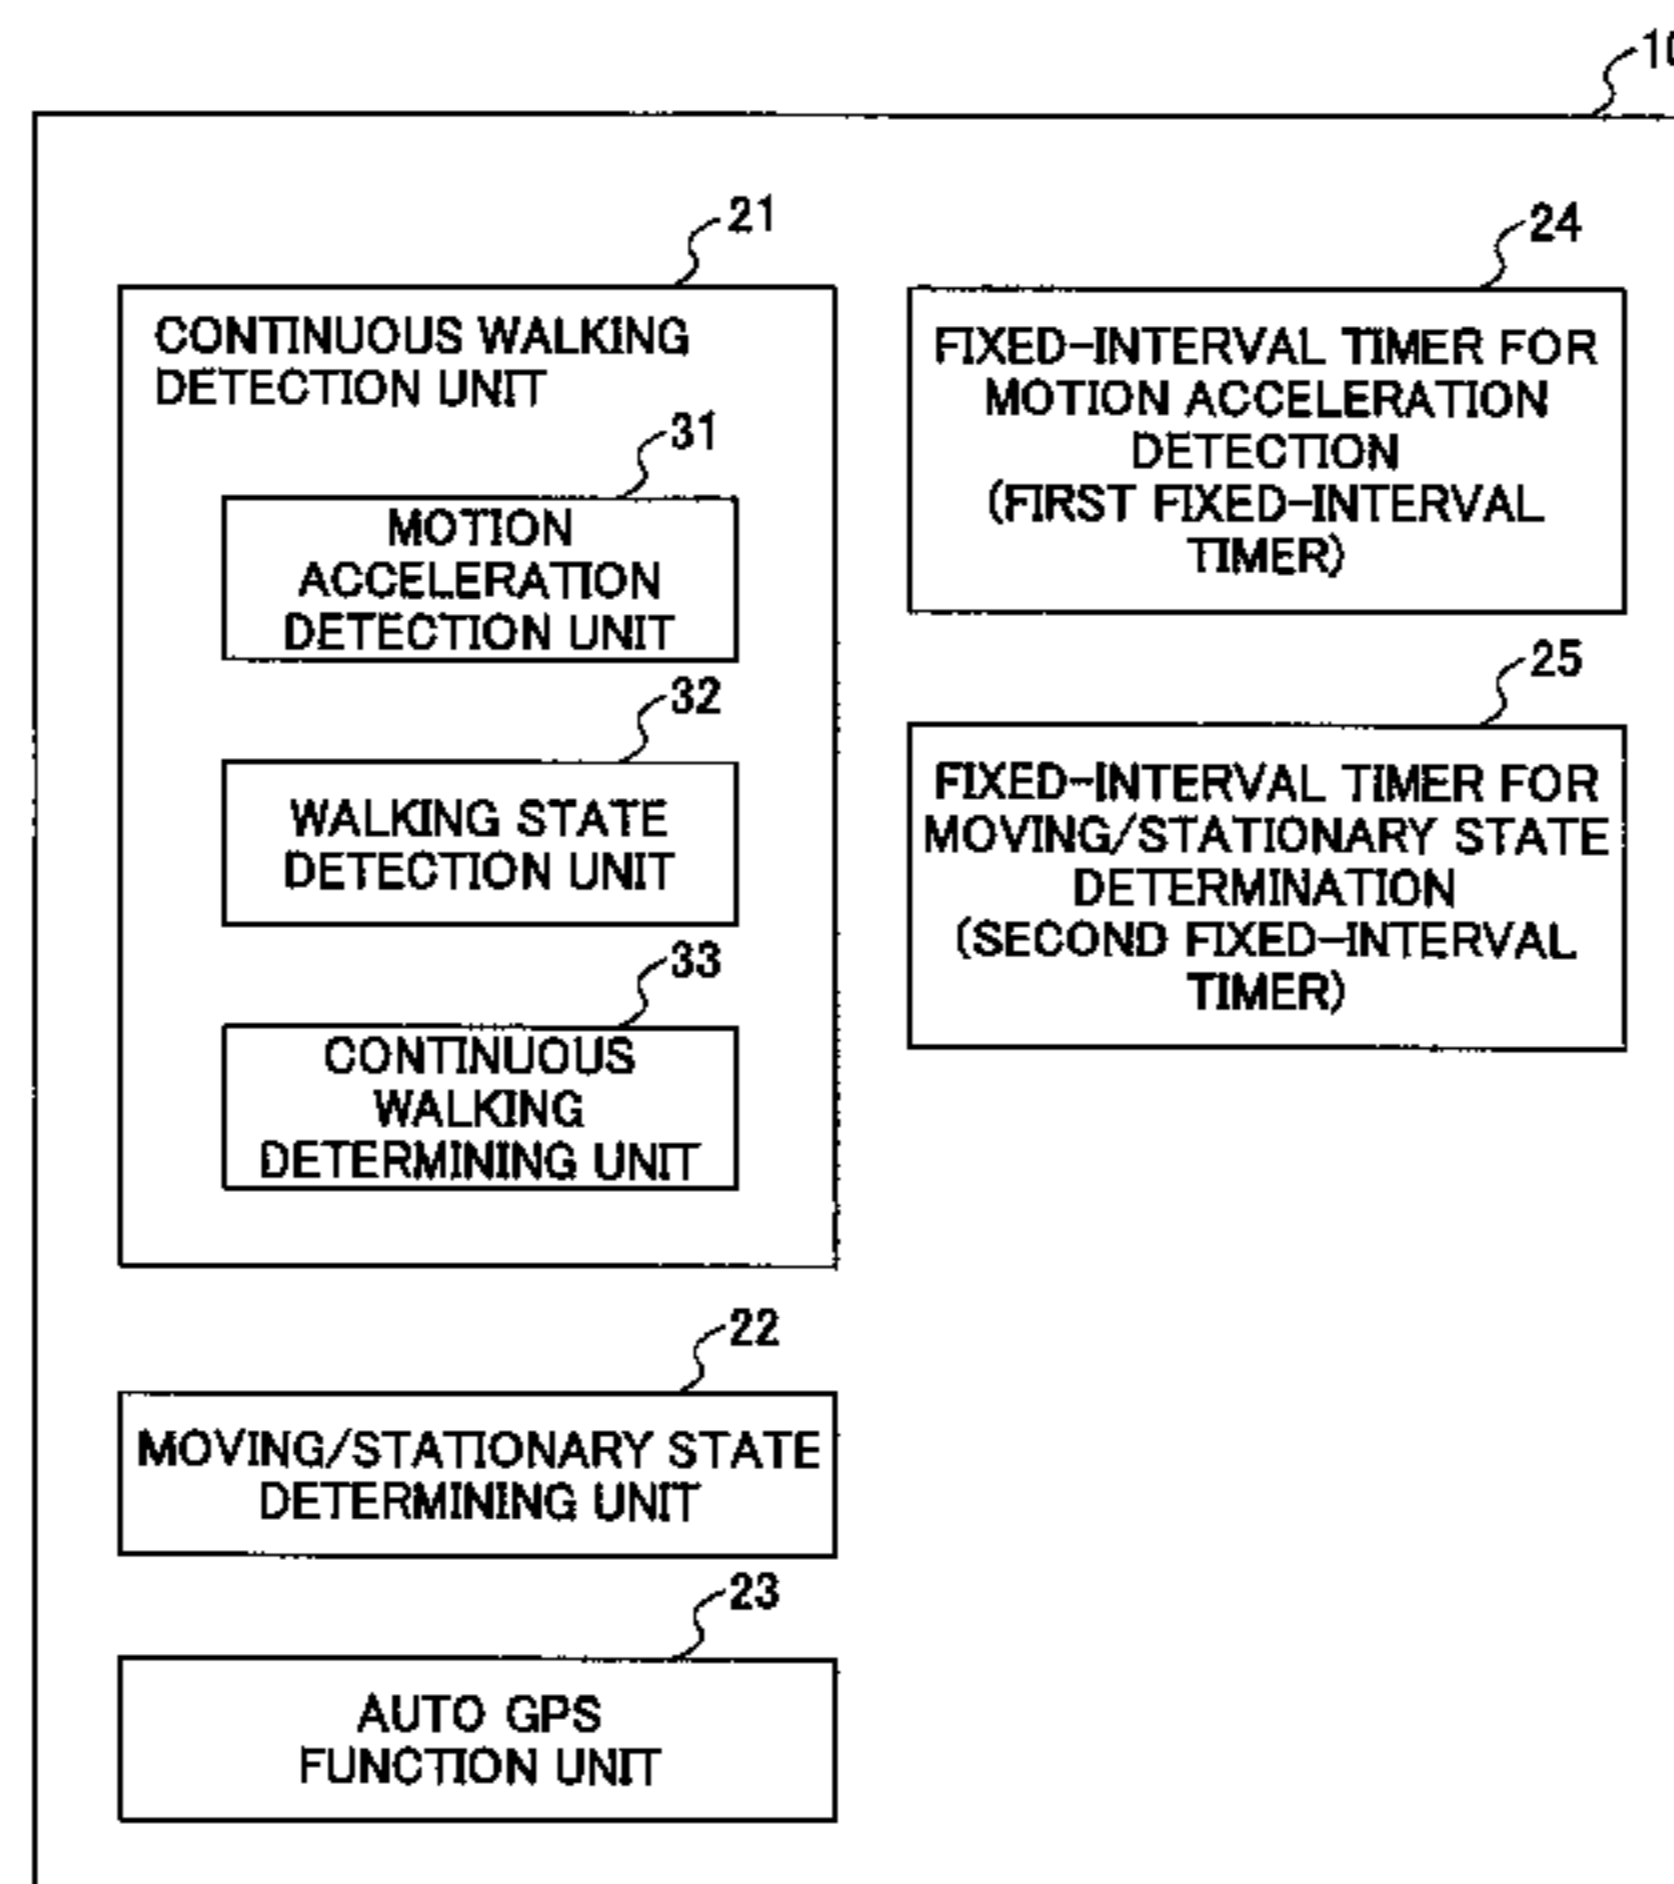 10
21
CONTINUOUS WALKING
DETECTION UNIT
31
MOTION
ACCELERATION
DETECTION UNIT
32
WALKING STATE
DETECTION UNIT
33
CONTINUOUS
WALKING
DETERMINING UNIT
22
MOVING/STATIONARY STATE
DETERMINING UNIT
23
AUTO GPS
FUNCTION UNIT
24
FIXED-INTERVAL TIMER FOR
MOTION ACCELERATION
DETECTION
(FIRST FIXED-INTERVAL
TIMER)
25
FIXED-INTERVAL TIMER FOR
MOVING/STATIONARY STATE
DETERMINATION
(SECOND FIXED-INTERVAL
TIMER)